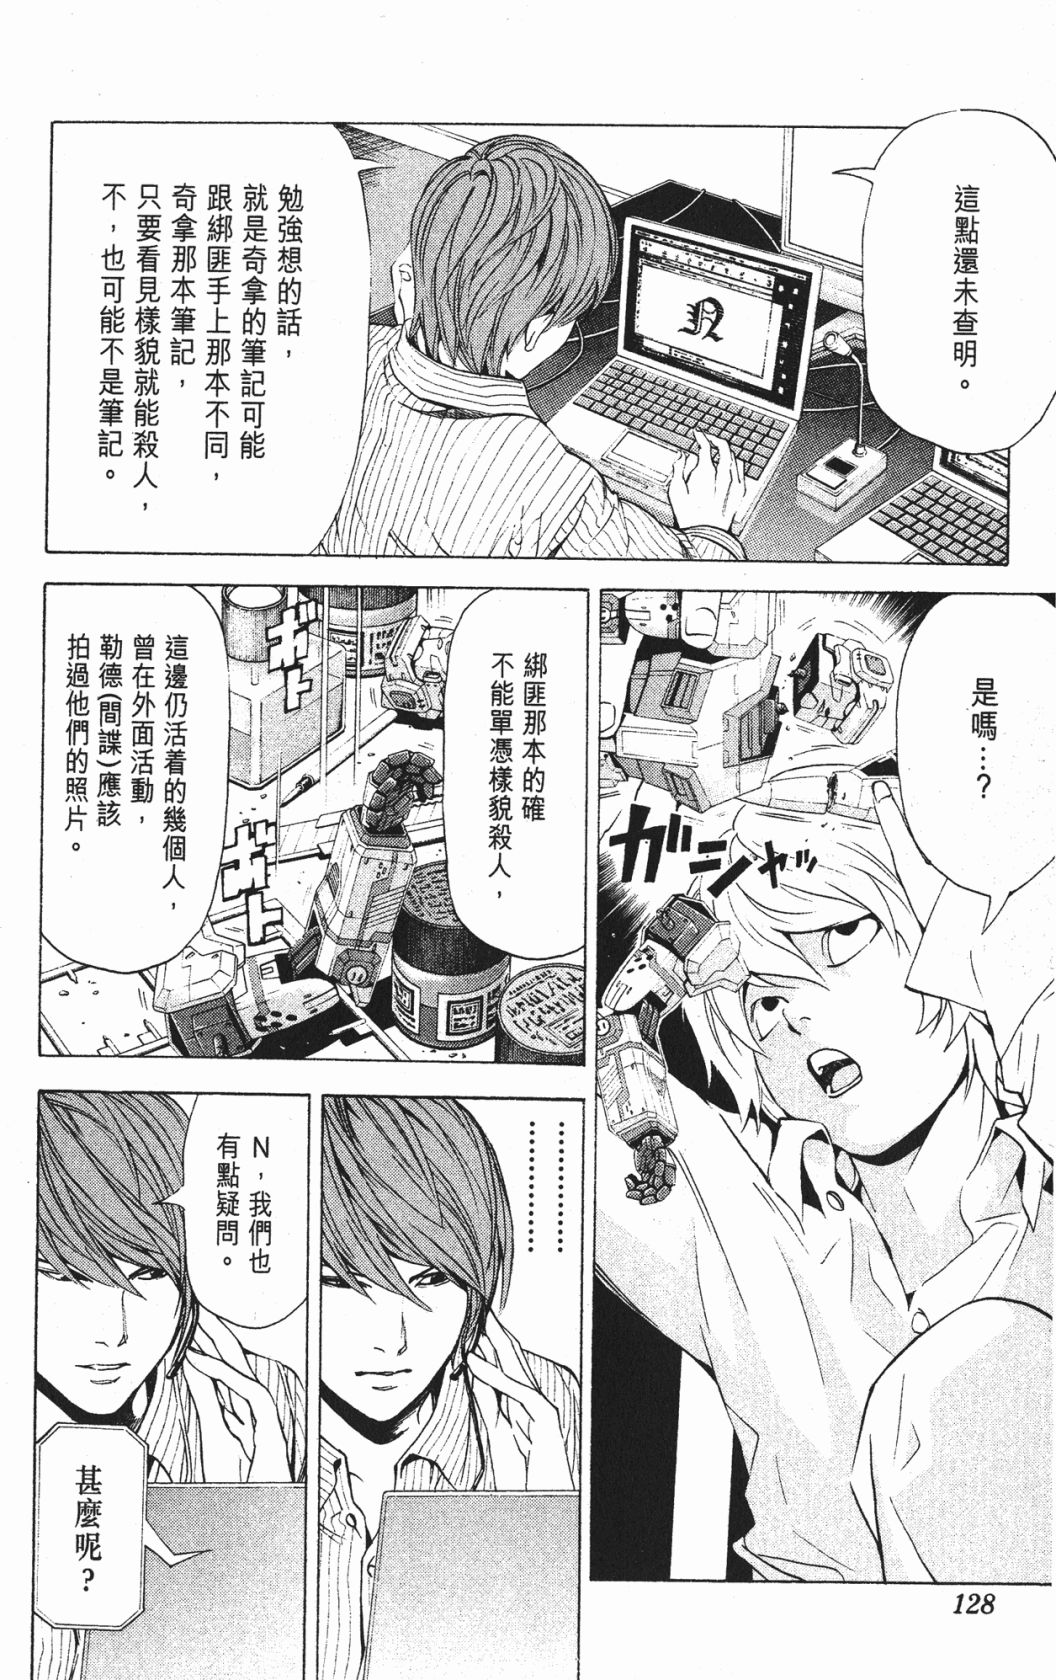 這點還未查明。
勉強想的話，
就是奇拿的筆記可能
跟綁匪手上那本不同，
奇拿那本筆記，
只要看見樣貌就能殺人，
不，也可能不是筆記。
N
是嗎…?
ガシャッ
綁匪那本的確
不能單憑樣貌殺人，
ギート
ギート
這邊仍活着的幾個人，
曾在外面活動，
勒德(間諜)應該
拍過他們的照片。
………………
………………
N，我們也
有點疑問。
甚麼呢?
128